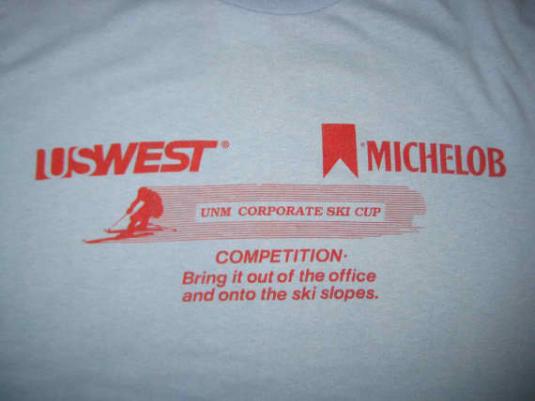 USWEST® ®MICHELOB
UNM CORPORATE SKI CUP
COMPETITION·
Bring it out of the office
and onto the ski slopes.